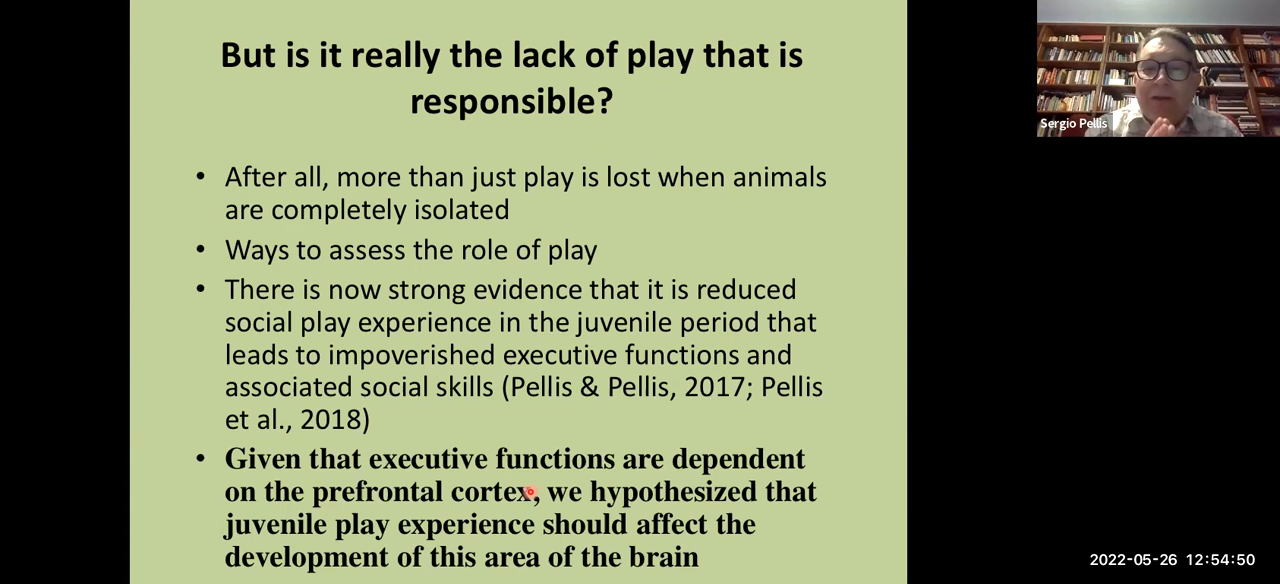 But is it really the lack of play that is
responsible?
• After all, more than just play is lost when animals
are completely isolated
• Ways to assess the role of play
• There is now strong evidence that it is reduced
social play experience in the juvenile period that
leads to impoverished executive functions and
associated social skills (Pellis & Pellis, 2017; Pellis
et al., 2018)
• Given that executive functions are dependent
on the prefrontal cortex, we hypothesized that
juvenile play experience should affect the
development of this area of the brain
Sergio Pellis
2022-05-26 12:54:50